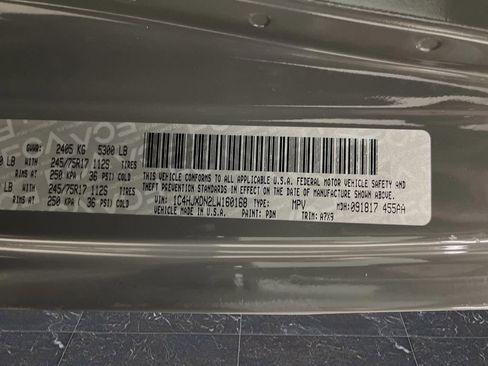 GVWR: 2405 KG 5300 LB
0 LB WITH 245/75R17 112S TIRES
RIMS AT 250 KPA ( 36 PSI) COLD
LB WITH 245/75R17 112S TIRES
RIMS AT 250 KPA ( 36 PSI) COLD
THIS VEHICLE CONFORMS TO ALL APPLICABLE U.S.A. FEDERAL MOTOR VEHICLE SAFETY AND
THEFT PREVENTION STANDARDS IN EFFECT ON THE DATE OF MANUFACTURE SHOWN ABOVE.
VIN: 1C4HJXDN2LW160168 TYPE: MPV MDH: 091817 455AA
VEHICLE MADE IN U.S.A. PAINT: PDN TRIM: A7X9